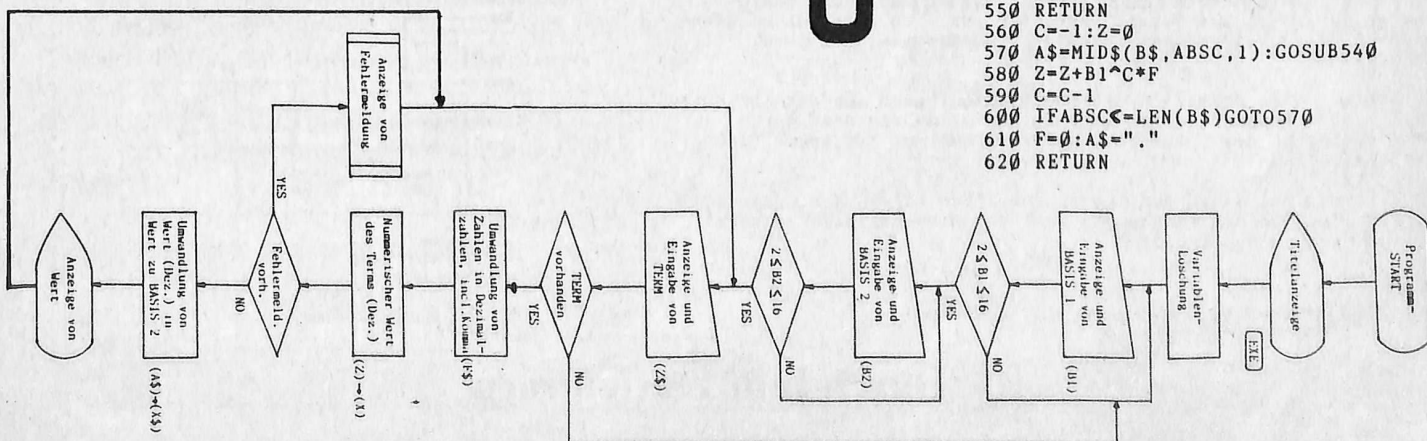 550 RETURN
560 C=-1:Z=0
570 A$=MID$(B$,ABSC,1):GOSUB540
580 Z=Z+B1^C*F
590 C=C-1
600 IFABSC<=LEN(B$)GOTO570
610 F=0:A$="."
620 RETURN
Programm-
START
Titelanzeige
EXE
Variablen-
Löschung
Anzeige und
Eingabe von
BASIS 1
(B1)
2≤B1≤16
NO
YES
Anzeige und
Eingabe von
BASIS 2
(B2)
2≤B2≤16
NO
YES
Anzeige und
Eingabe von
TERM
(Z$)
TERM
vorhanden
NO
YES
Umwandlung von
Zahlen in Dezimal-
zahlen, incl.Komma
Nummerischer Wert
des Terms (Dez.)
(Z)→(X)
Fehlermeld.
vorh.
YES
NO
Anzeige von
Fehlermeldung
Umwandlung von
Wert (Dez.) in
Wert zu BASIS 2
(A$)→(X$)
Anzeige von
Wert